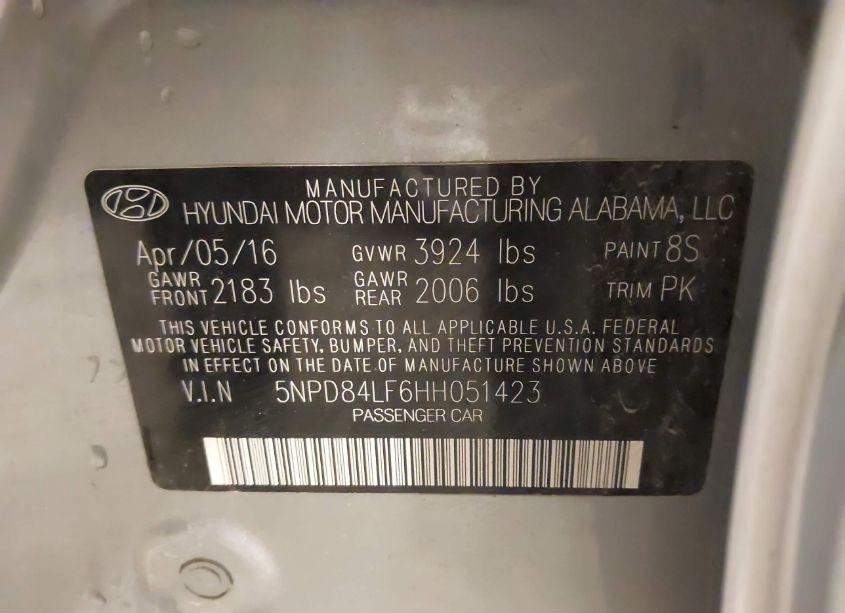 MANUFACTURED BY
HYUNDAI MOTOR MANUFACTURING ALABAMA, LLC
Apr/05/16 GVWR 3924 lbs PAINT 8S
GAWR FRONT 2183 lbs GAWR REAR 2006 lbs TRIM PK
THIS VEHICLE CONFORMS TO ALL APPLICABLE U.S.A. FEDERAL
MOTOR VEHICLE SAFETY, BUMPER, AND THEFT PREVENTION STANDARDS
IN EFFECT ON THE DATE OF MANUFACTURE SHOWN ABOVE
V.I.N 5NPD84LF6HH051423
PASSENGER CAR